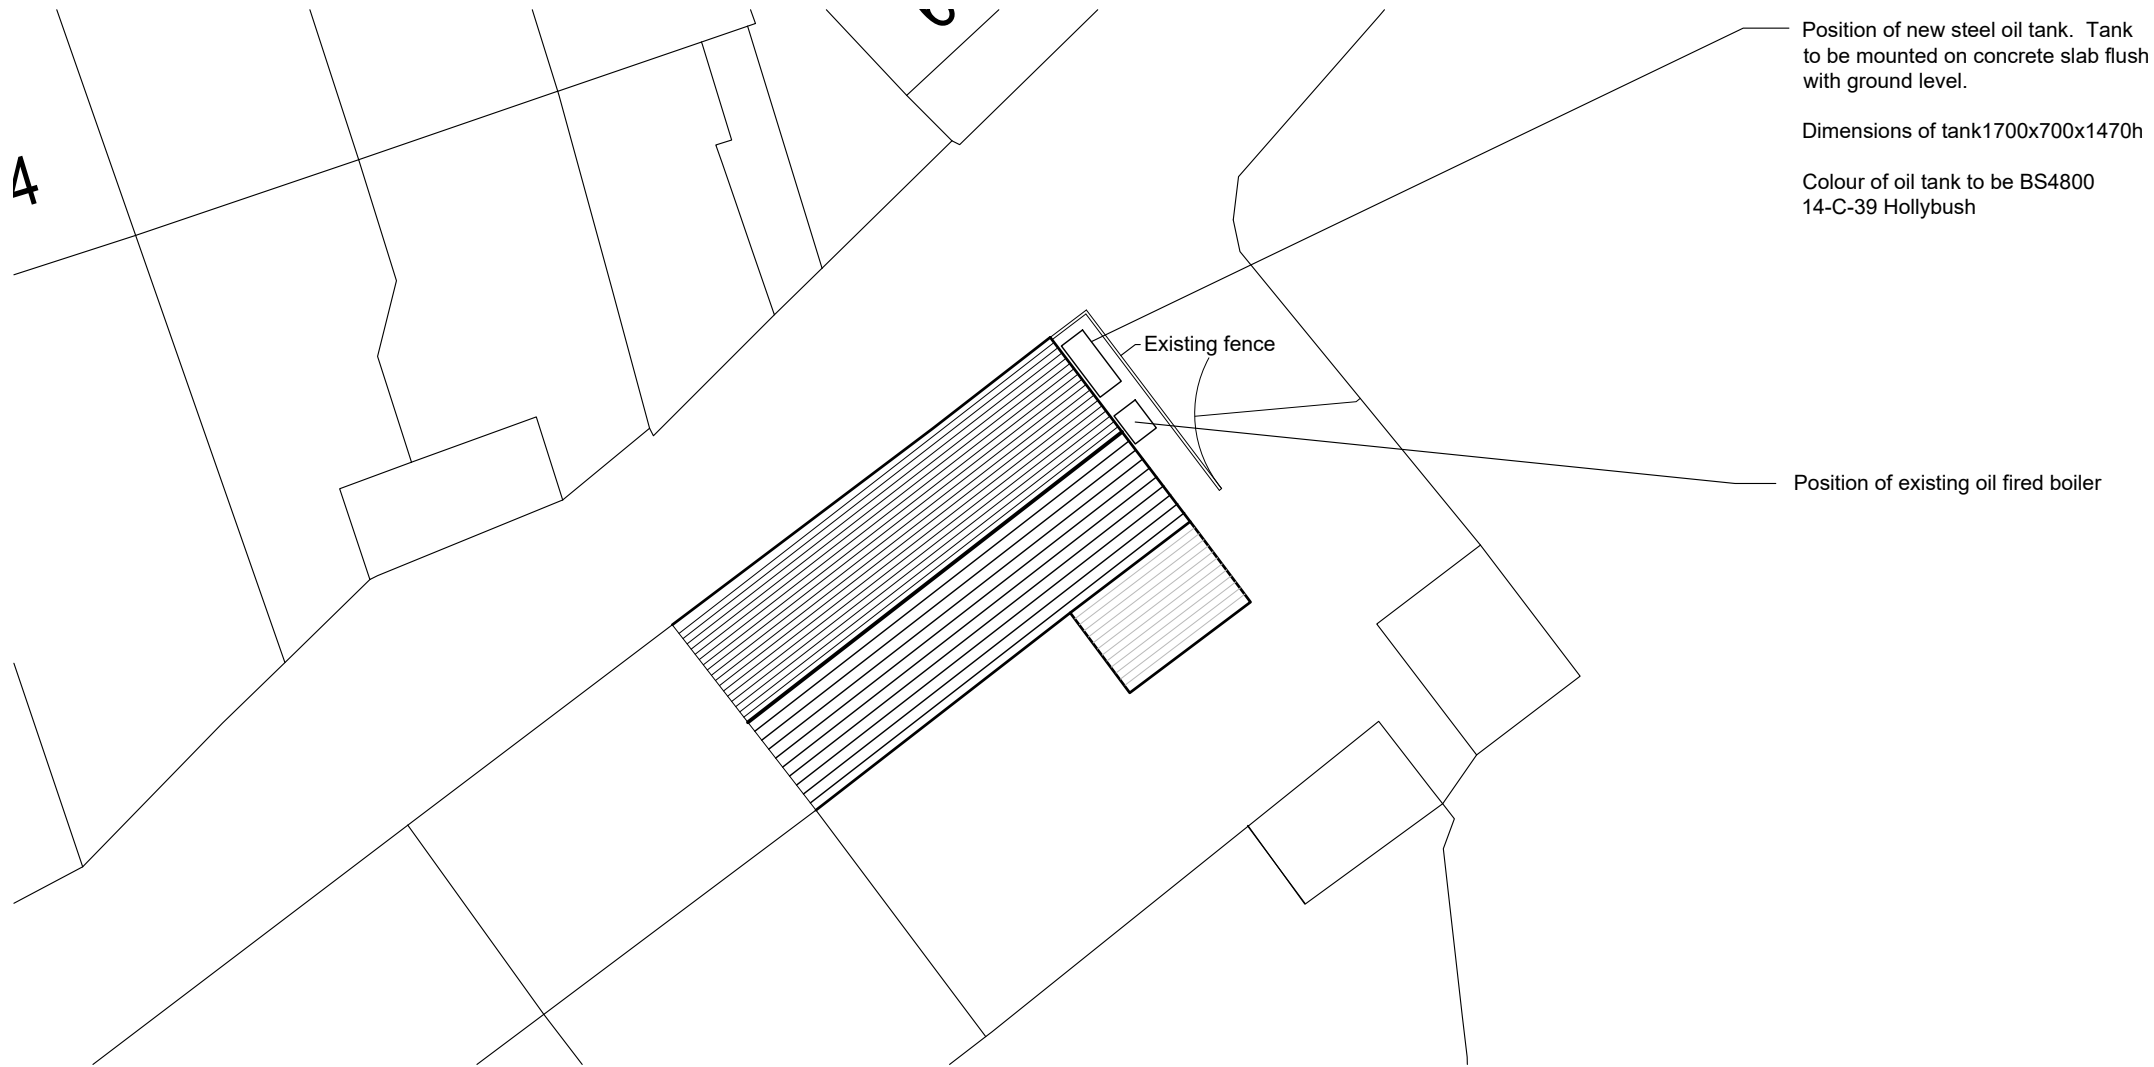 Position of new steel oil tank.  Tank
to be mounted on concrete slab flush
with ground level.
Dimensions of tank1700x700x1470h
Colour of oil tank to be BS4800
14-C-39 Hollybush
4
Existing fence
Position of existing oil fired boiler